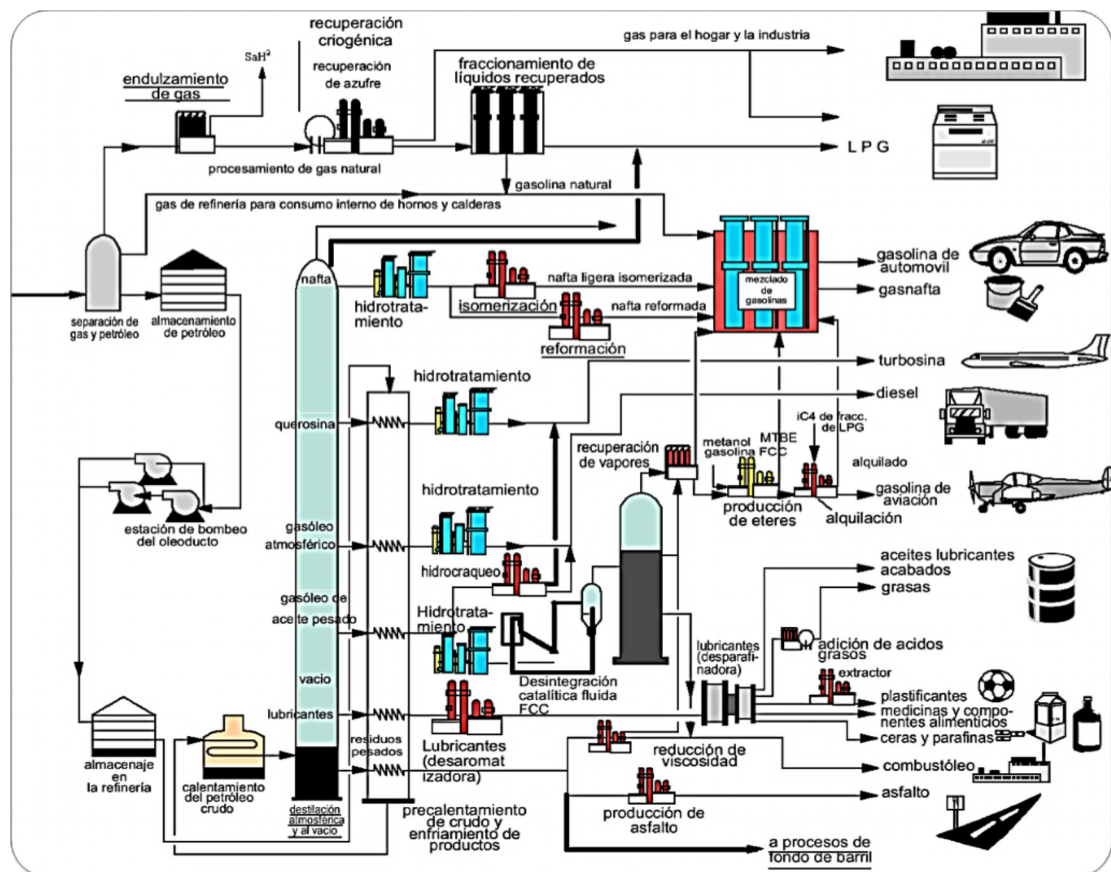 recuperación
criogénica
gas para el hogar y la industria
SaH²
recuperación
de azufre
fraccionamiento de
líquidos recuperados
endulzamiento
de gas
procesamiento de gas natural
L P G
gasolina natural
gas de refinería para consumo interno de hornos y calderas
nafta
nafta ligera isomerizada
mezclado de
gasolinas
gasolina de
automovil
gasnafta
separación de
gas y petróleo
almacenamiento
de petróleo
hidrotrata-
miento
isomerización
nafta reformada
reformación
turbosina
hidrotratamiento
diesel
querosina
iC4 de fracc.
de LPG
recuperación
de vapores
metanol
gasolina
MTBE
FCC
alquilado
gasolina de
aviación
producción de eteres
alquilación
hidrotratamiento
estación de bombeo
del oleoducto
gasóleo
atmosférico
hidrocraqueo
aceites lubricantes
acabados
grasas
gasóleo de
aceite pesado
Hidrotrata-
miento
lubricantes
(desparafi-
nadora)
adición de acidos
grasos
extractor
Desintegración
catalítica fluida
FCC
vacio
plastificantes
medicinas y compo-
nentes alimenticios
ceras y parafinas
lubricantes
residuos
pesados
Lubricantes
(desaromat
izadora)
reducción de
viscosidad
combustóleo
almacenaje
en
la refinería
calentamiento
del petróleo
crudo
asfalto
destilación
atmosférica
y al vacio
precalentamiento
de crudo y
enfriamiento de
productos
producción de
asfalto
a procesos de
fondo de barril